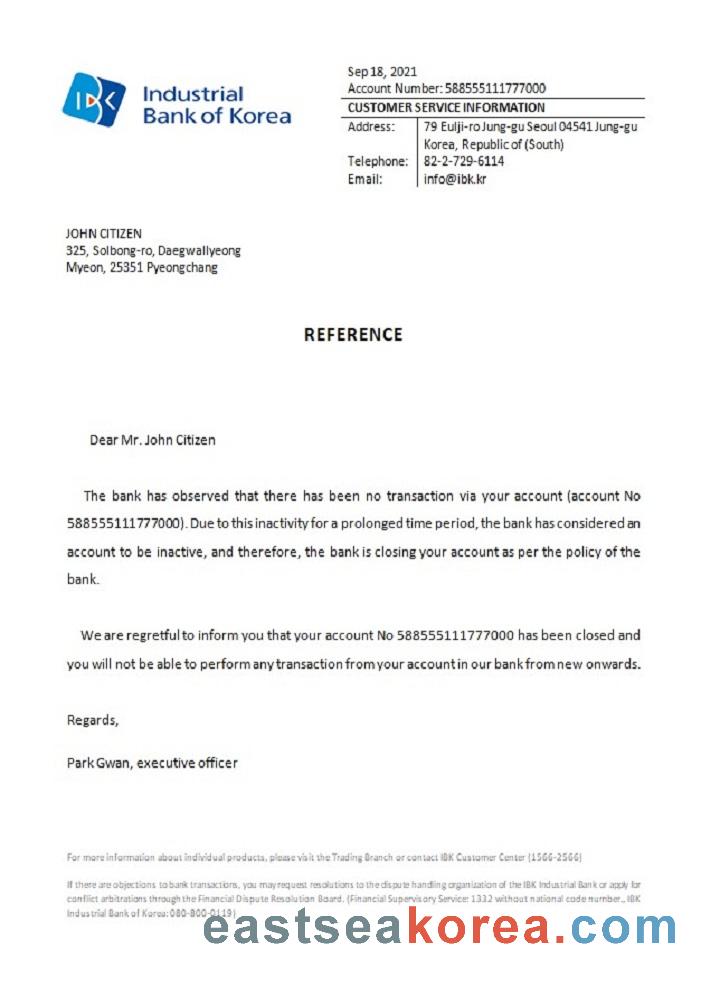 IBK
Industrial
Bank of Korea
Sep 18, 2021
Account Number: 588555111777000
CUSTOMER SERVICE INFORMATION
Address: 79 Eulji-ro Jung-gu Seoul 04541 Jung-gu
Korea, Republic of (South)
Telephone: 82-2-729-6114
Email: info@ibk.kr
JOHN CITIZEN
325, Solbong-ro, Daegwallyeong
Myeon, 25351 Pyeongchang
REFERENCE
Dear Mr. John Citizen
The bank has observed that there has been no transaction via your account (account No
588555111777000). Due to this inactivity for a prolonged time period, the bank has considered an
account to be inactive, and therefore, the bank is closing your account as per the policy of the
bank.
We are regretful to inform you that your account No 588555111777000 has been closed and
you will not be able to perform any transaction from your account in our bank from new onwards.
Regards,
Park Gwan, executive officer
For more information about individual products, please visit the Trading Branch or contact IBK Customer Center (1566-2566)
If there are objections to bank transactions, you may request resolutions to the dispute handling organization of the IBK Industrial Bank or apply for
conflict arbitrations through the Financial Dispute Resolution Board. (Financial Supervisory Service: 1332 without national code number., IBK
Industrial Bank of Korea: 080-800-0119)
eastseakorea.com